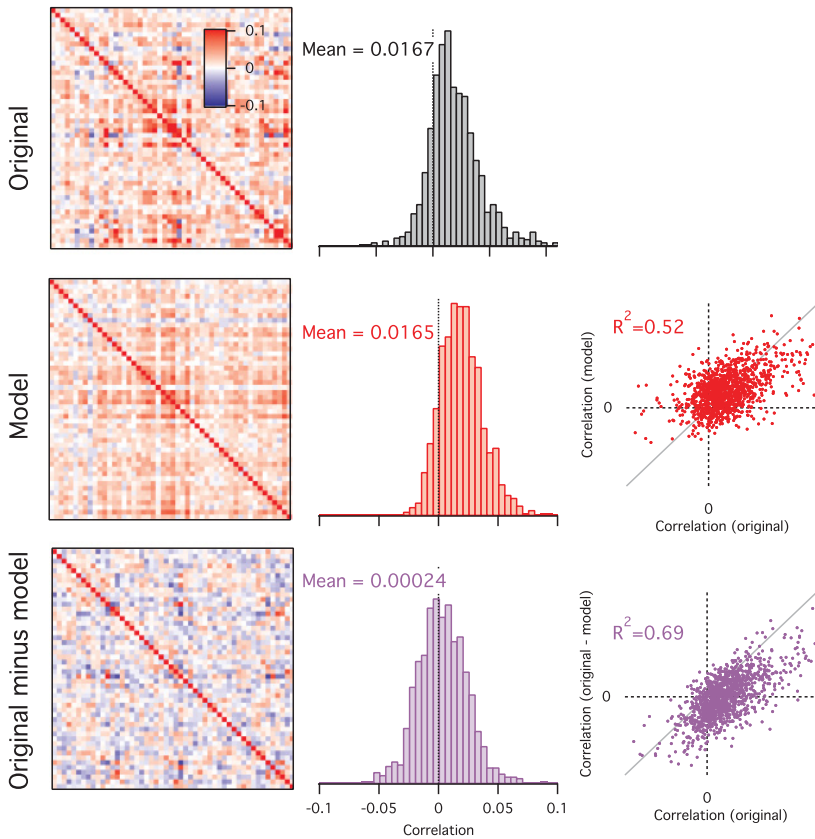 Original
0.1
0
-0.1
Mean = 0.0167
Model
Mean = 0.0165
R2=0.52
Correlation (model)
0
0
Correlation (original)
Original minus model
Mean = 0.00024
-0.1 -0.05 0 0.05 0.1
Correlation
R2=0.69
Correlation (original - model)
0
0
Correlation (original)